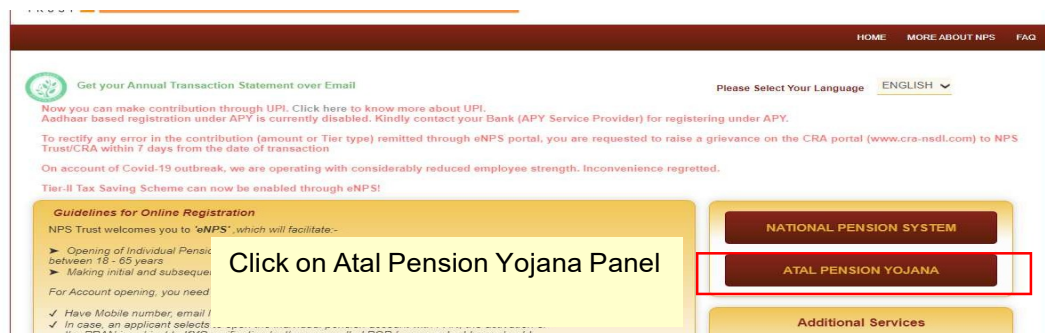 HOME MORE ABOUT NPS FAQ
Get your Annual Transaction Statement over Email
Please Select Your Language ENGLISH
Now you can make contribution through UPI. Click here to know more about UPI.
Aadhaar based registration under APY is currently disabled. Kindly contact your Bank (APY Service Provider) for registering under APY.
To rectify any error in the contribution (amount or Tier type) remitted through eNPS portal, you are requested to raise a grievance on the CRA portal (www.cra-nsdl.com) to NPS
Trust/CRA within 7 days from the date of transaction
On account of Covid-19 outbreak, we are operating with considerably reduced employee strength. Inconvenience regretted.
Tier-II Tax Saving Scheme can now be enabled through eNPS!
Guidelines for Online Registration
NPS Trust welcomes you to 'eNPS' ,which will facilitate:-
➤ Opening of Individual
between 18 - 65 years
➤ Making initial and
For Account opening, you need
✓ Have Mobile number, email
✓ In case, an applicant selects
Click on Atal Pension Yojana Panel
NATIONAL PENSION SYSTEM
ATAL PENSION YOJANA
Additional Services